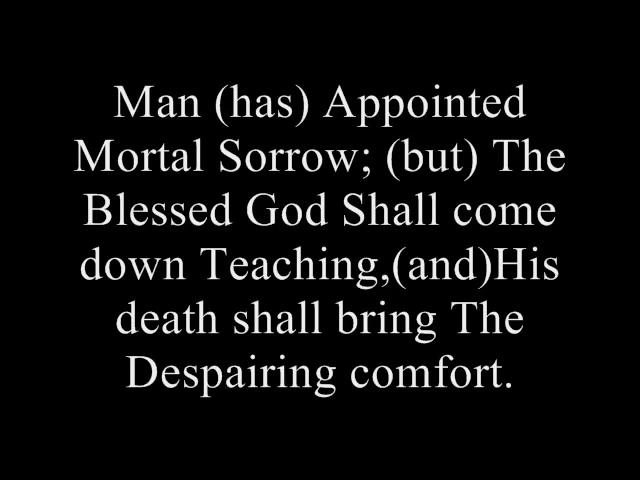 Man (has) Appointed
Mortal Sorrow; (but) The
Blessed God Shall come
down Teaching,(and)His
death shall bring The
Despairing comfort.